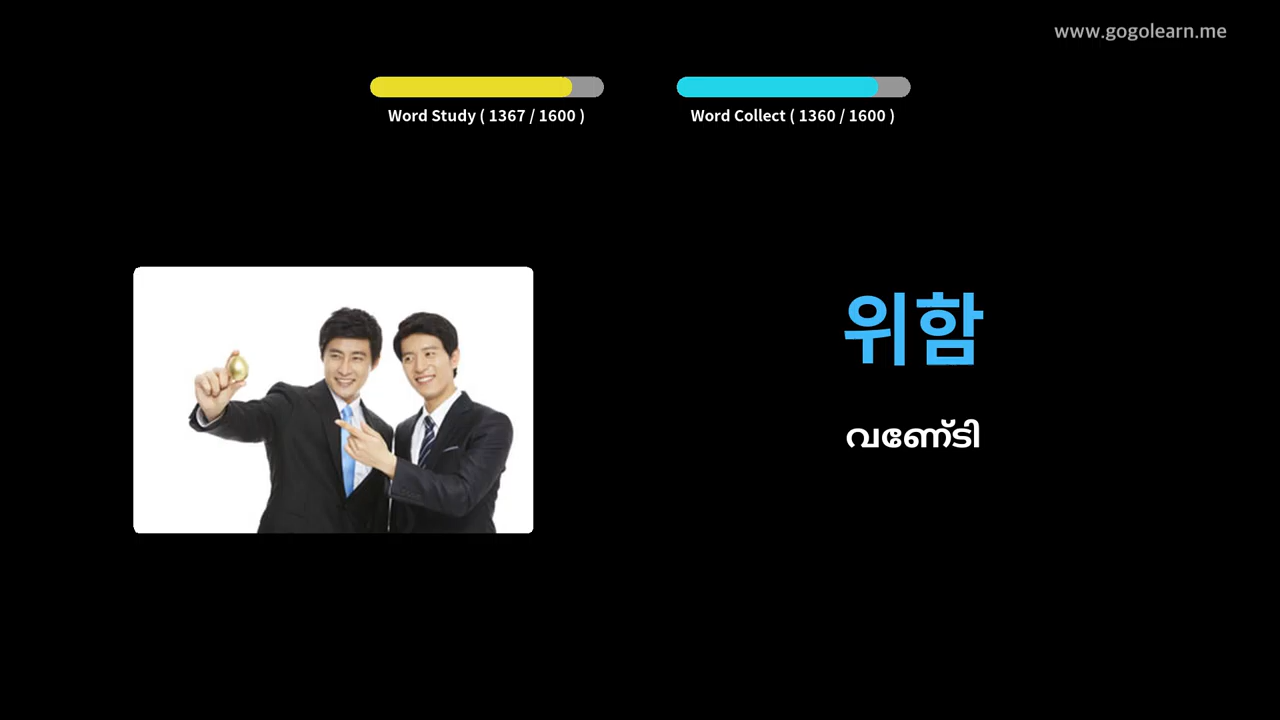 www.gogolearn.me
Word Study ( 1367 / 1600 )
Word Collect ( 1360 / 1600 )
위함
വണ്ടേി